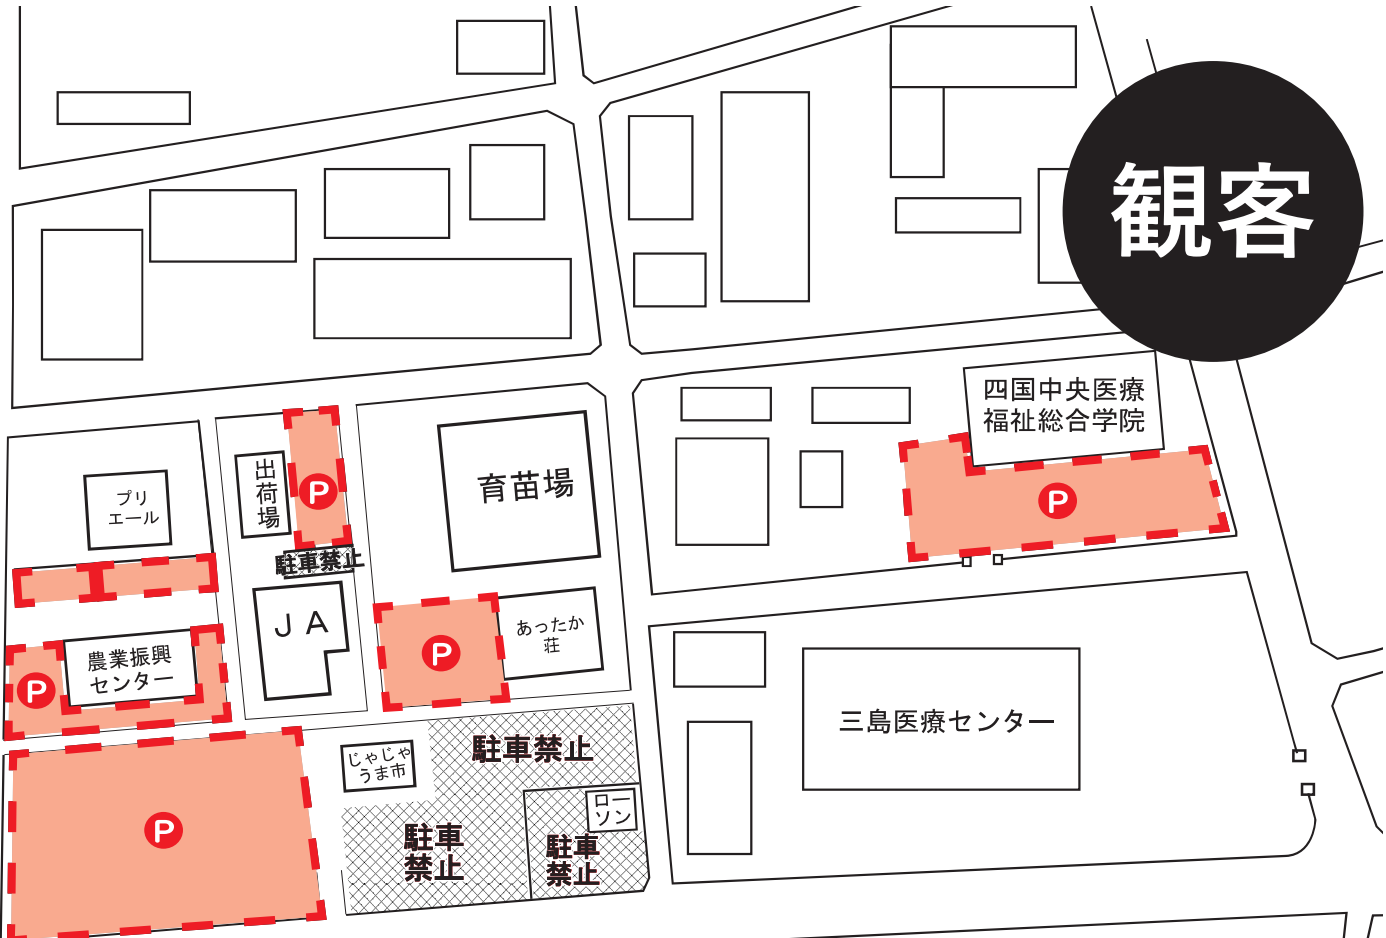 観客
四国中央医療
福祉総合学院
P
出荷場
P
育苗場
プリ
エール
駐車禁止
JA
あったか
荘
P
農業振興
センター
P
三島医療センター
駐車禁止
じゃじゃ
うま市
ロー
ソン
P
駐車
禁止
駐車
禁止